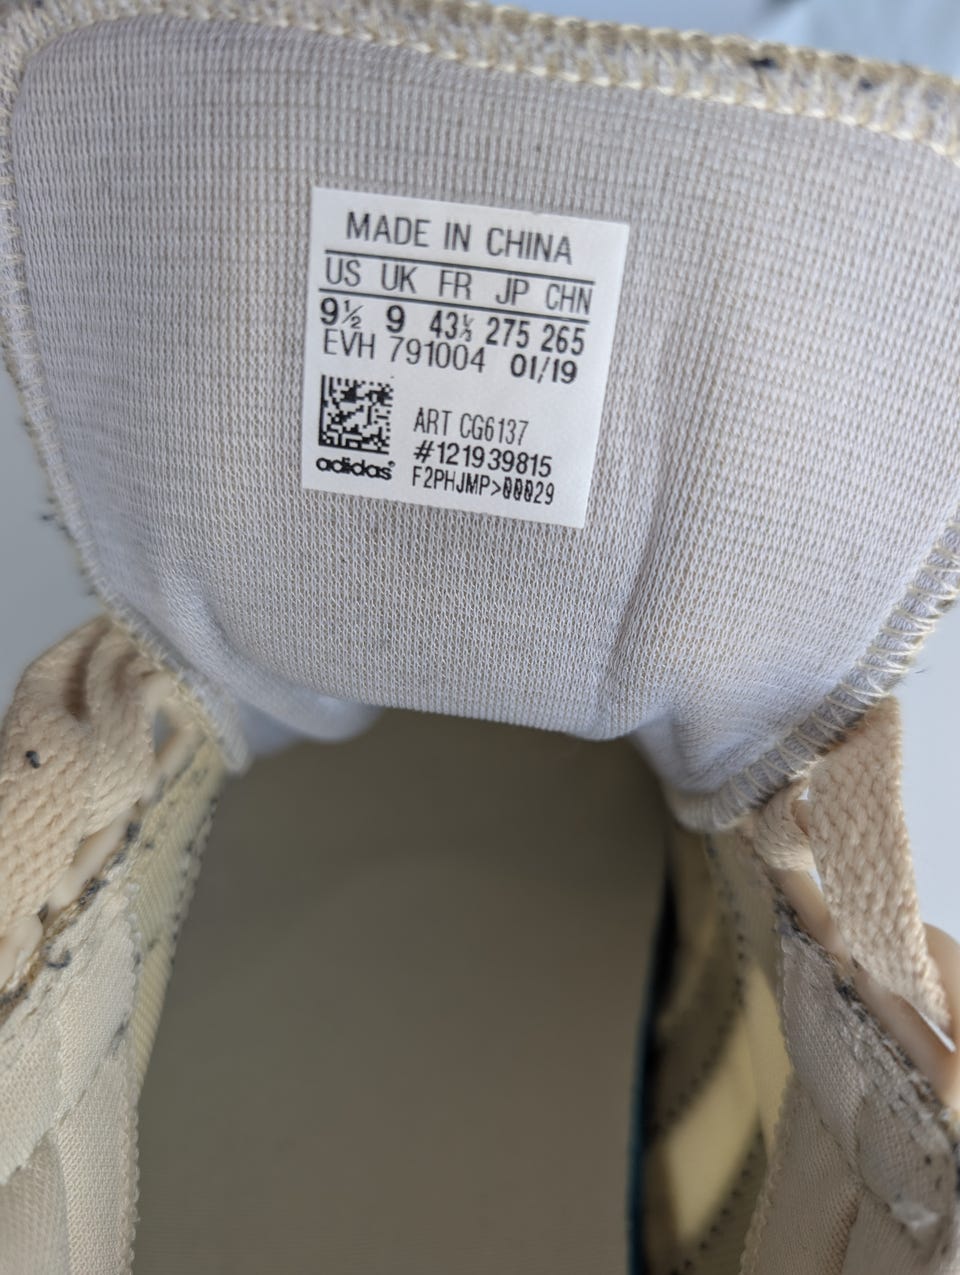 MADE IN CHINA
US UK FR JP CHN
9½ 9 43⅓ 275 265
EVH 791004 01/19
ART CG6137
#121939815
adidas®
F2PHJMP>00029